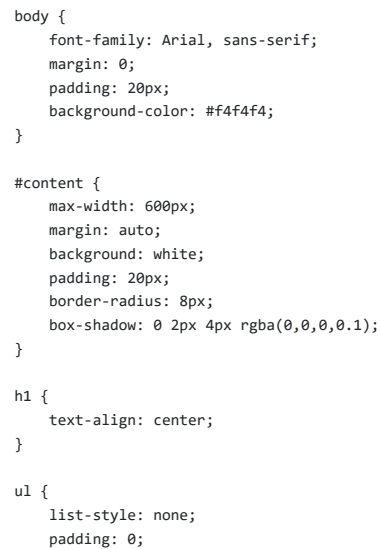 body {
    font-family: Arial, sans-serif;
    margin: 0;
    padding: 20px;
    background-color: #f4f4f4;
}

#content {
    max-width: 600px;
    margin: auto;
    background: white;
    padding: 20px;
    border-radius: 8px;
    box-shadow: 0 2px 4px rgba(0,0,0,0.1);
}

h1 {
    text-align: center;
}

ul {
    list-style: none;
    padding: 0;